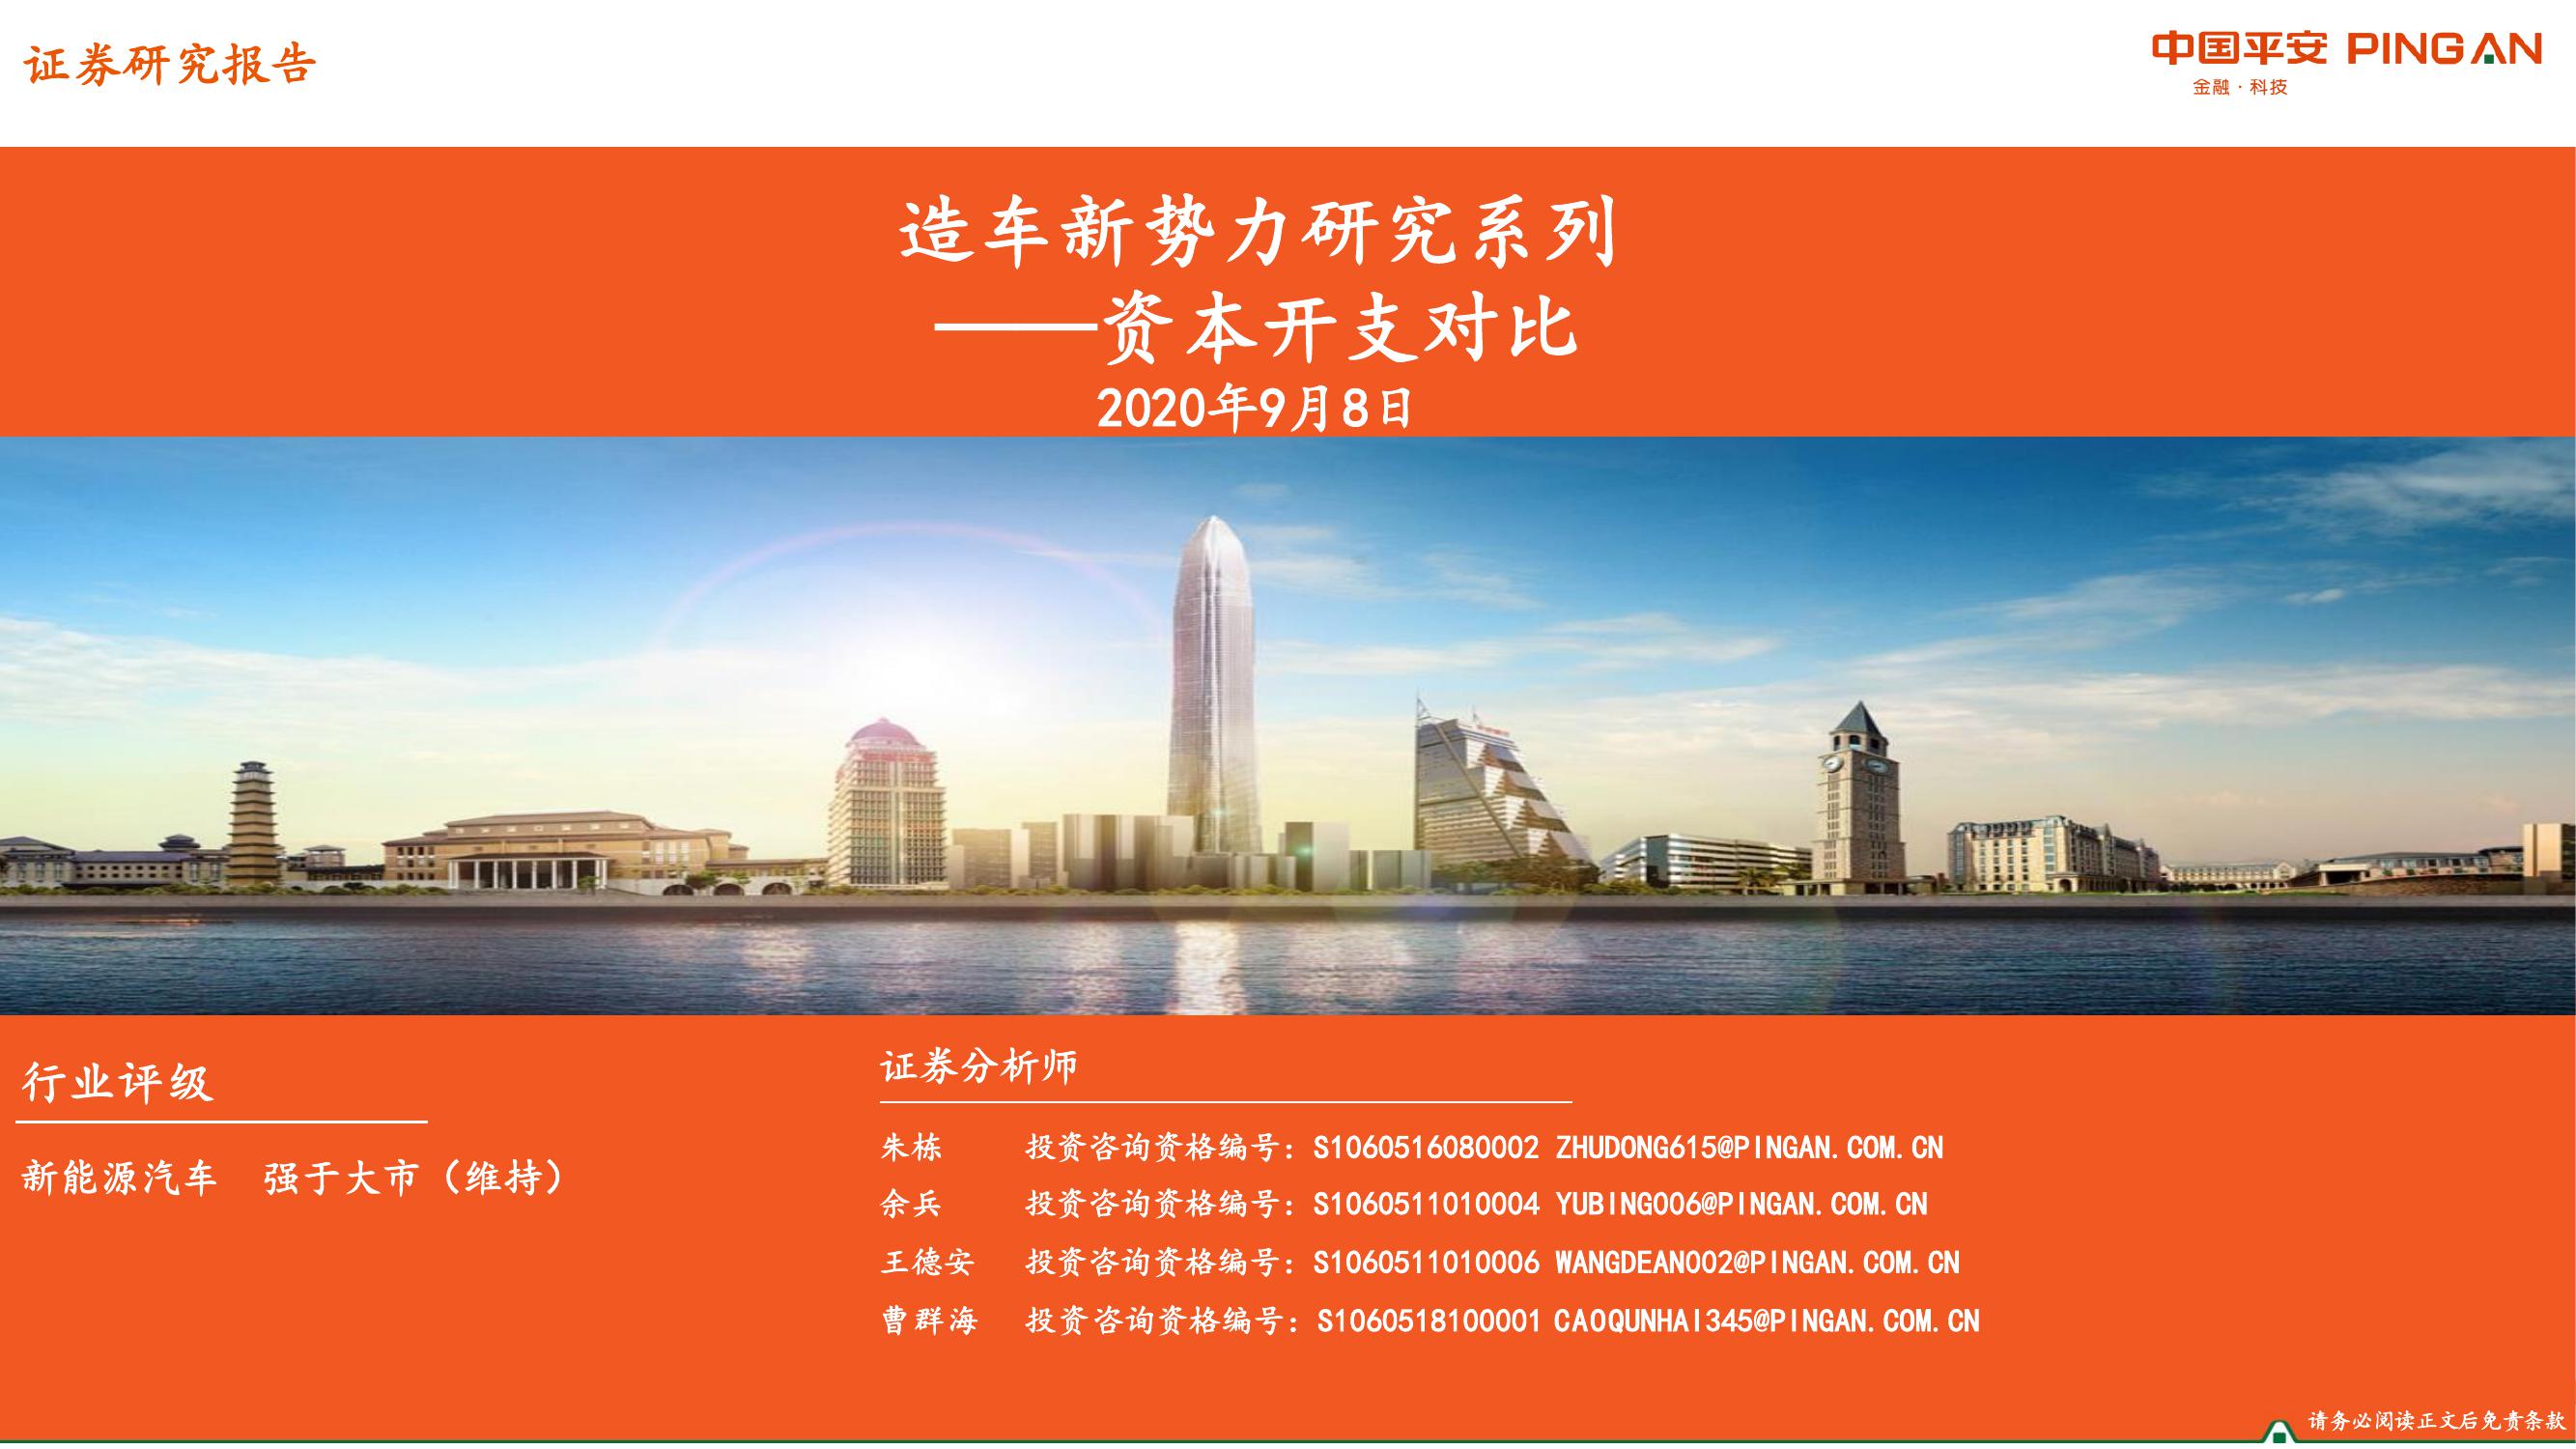 证券研究报告
中国平安 PINGAN
金融·科技
造车新势力研究系列
——资本开支对比
2020年9月8日
行业评级
新能源汽车 强于大市（维持）
证券分析师
朱栋 投资咨询资格编号：S1060516080002 ZHUDONG615@PINGAN.COM.CN
余兵 投资咨询资格编号：S1060511010004 YUBING006@PINGAN.COM.CN
王德安 投资咨询资格编号：S1060511010006 WANGDEAN002@PINGAN.COM.CN
曹群海 投资咨询资格编号：S1060518100001 CAOQUNHAI345@PINGAN.COM.CN
请务必阅读正文后免责条款